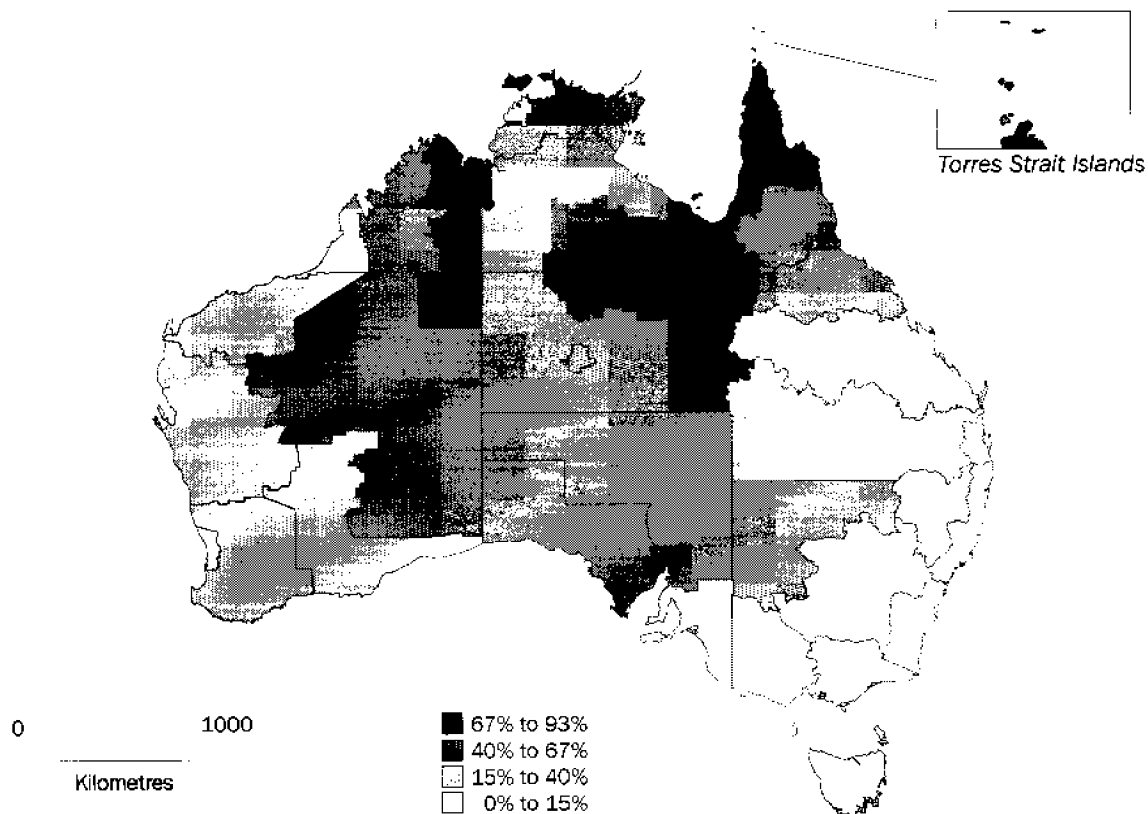 Torres Strait Islands
0 1000
Kilometres
67% to 93%
40% to 67%
15% to 40%
0% to 15%